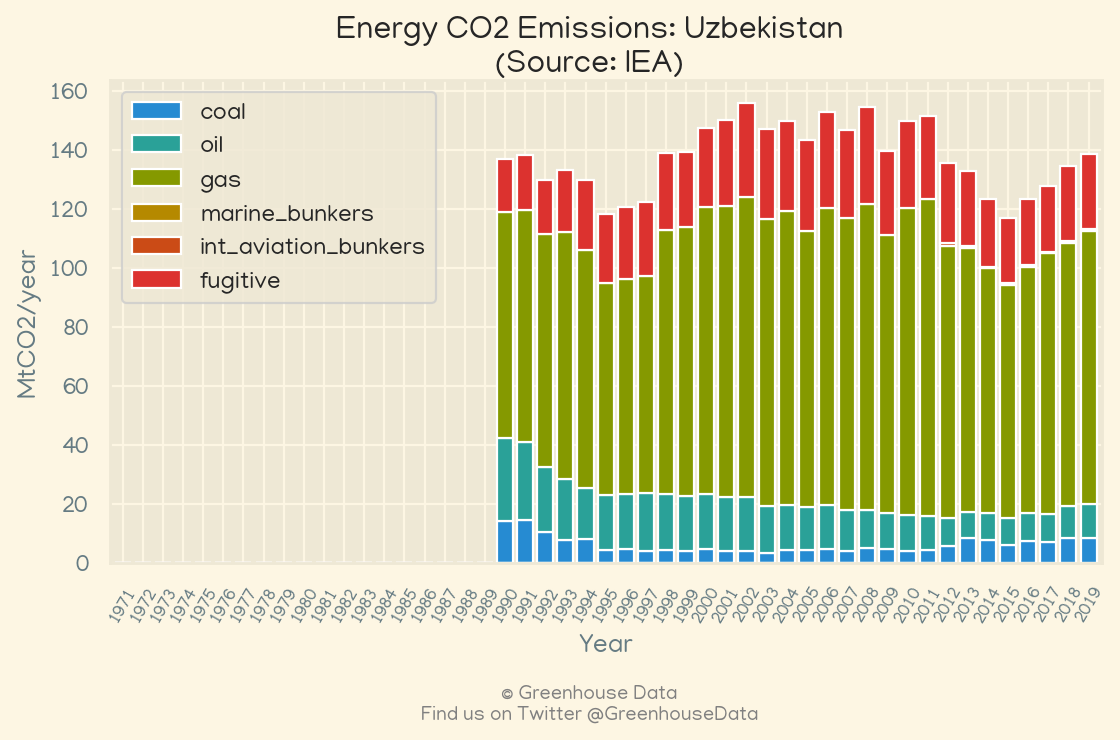 Energy CO2 Emissions: Uzbekistan
(Source: IEA)
MtCO2/year
160
140
120
100
80
60
40
20
0
coal
oil
gas
marine_bunkers
int_aviation_bunkers
fugitive
1971 1972 1973 1974 1975 1976 1977 1978 1979 1980 1981 1982 1983 1984 1985 1986 1987 1988 1989 1990 1991 1992 1993 1994 1995 1996 1997 1998 1999 2000 2001 2002 2003 2004 2005 2006 2007 2008 2009 2010 2011 2012 2013 2014 2015 2016 2017 2018 2019
Year
© Greenhouse Data
Find us on Twitter @GreenhouseData